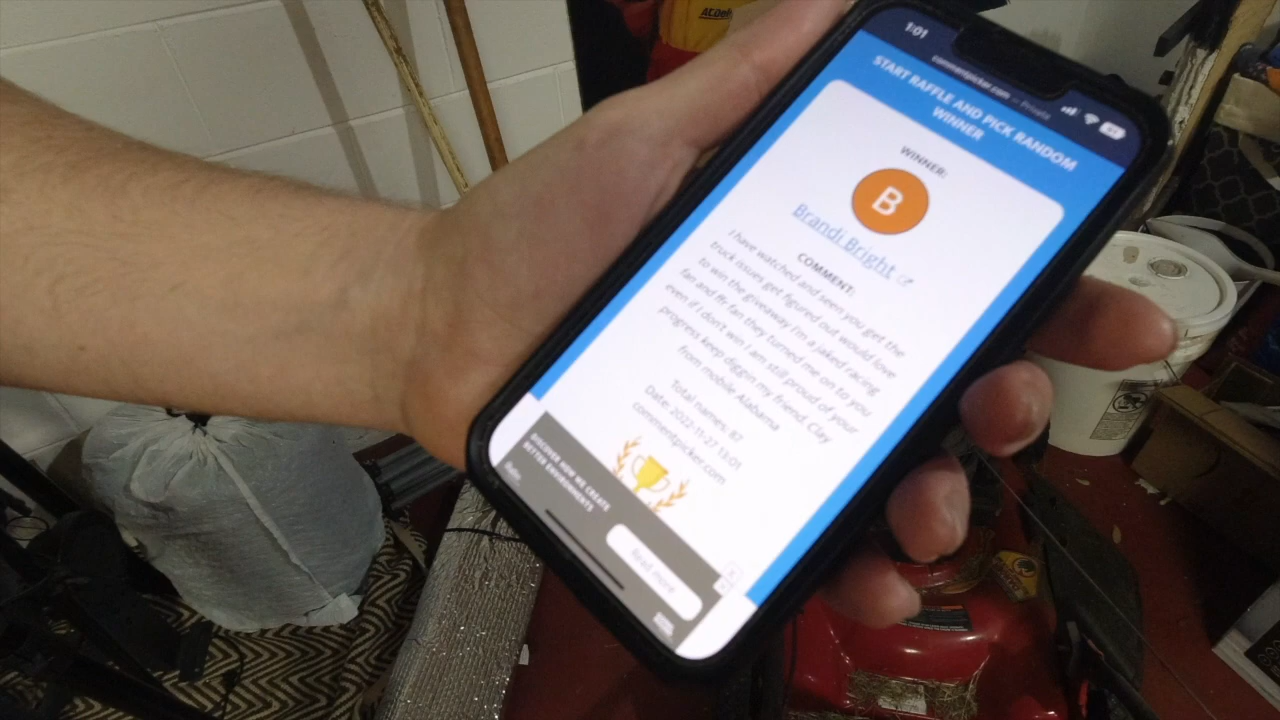 1:01
commentpicker.com — Private
START RAFFLE AND PICK RANDOM
WINNER
WINNER:
B
Brandi Bright
COMMENT:
I have watched and seen you get the
truck issues get figured out would love
to win the giveaway I'm a jaked racing
fan and ffr fan they turned me on to you
even if I don't win I am still proud of your
progress keep diggin my friend. Clay
from mobile Alabama
Total names: 87
Date: 2022-11-27 13:01
commentpicker.com
DISCOVER HOW WE CREATE
BETTER ENVIRONMENTS
Read more